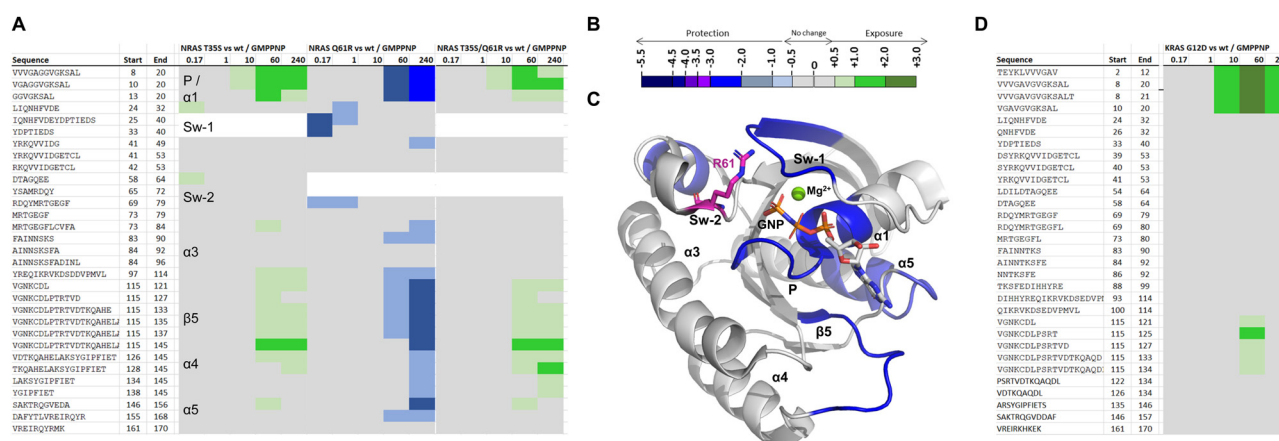 A
NRAS T35S vs wt / GMPPNP NRAS Q61R vs wt / GMPPNP NRAS T35S/Q61R vs wt / GMPPNP
Sequence Start End 0.17 1 10 60 240 0.17 1 10 60 240 0.17 1 10 60 240
VVVGAGGVGKSAL 8 20
VGAGGVGKSAL 10 20
GGVGKSAL 13 20
LIQNHFVDE 24 32
IQNHFVDEYDPTIEDS 25 40
YDPTIEDS 33 40
YRKQVVIDG 41 49
YRKQVVIDGETCL 41 53
RKQVVIDGETCL 42 53
DTAGQEE 58 64
YSAMRDQY 65 72
RDQYMRTGEGF 69 79
MRTGEGF 73 79
MRTGEGFLCVFA 73 84
FAINNSKS 83 90
AINNSKSFA 84 92
AINNSKSFADINL 84 96
YREQIKRVKDSDDVPMVL 97 114
VGNKCDL 115 121
VGNKCDLPTRTVD 115 127
VGNKCDLPTRTVDTKQAHE 115 133
VGNKCDLPTRTVDTKQAHEL 115 135
VGNKCDLPTRTVDTKQAHEL 115 137
VGNKCDLPTRTVDTKQAHEL 115 145
VDTKQAHELAKSYGIPFIET 126 145
TKQAHELAKSYGIPFIET 128 145
LAKSYGIPFIET 134 145
YGIPFIET 138 145
SAKTRQGVEDA 146 156
DAFYTLVREIRQYR 155 168
VREIRQYRMK 161 170
P /
α1
Sw-1
Sw-2
α3
β5
α4
α5
B
Protection No change Exposure
-5.5 -4.5 -4.0 -3.5 -3.0 -2.0 -1.0 -0.5 0 +0.5 +1.0 +2.0 +3.0
C
R61
Sw-1
Mg²⁺
Sw-2
GNP
α1
α3
α5
P
β5
α4
D
KRAS G12D vs wt / GMPPNP
Sequence Start End 0.17 1 10 60 240
TEYKLVVVGAV 2 12
VVVGAVGVGKSAL 8 20
VVVGAVGVGKSALT 8 21
VGAVGVGKSAL 10 20
LIQNHFVDE 24 32
QNHFVDE 26 32
YDPTIEDS 33 40
DSYRKQVVIDGETCL 39 53
SYRKQVVIDGETCL 40 53
YRKQVVIDGETCL 41 53
LDILDTAGQEE 54 64
DTAGQEE 58 64
RDQYMRTGEGF 69 79
RDQYMRTGEGFL 69 80
MRTGEGFL 73 80
FAINNTKS 83 90
AINNTKSFE 84 92
NNTKSFE 86 92
TKSFEDIHHYRE 88 99
DIHHYREQIKRVKDSEDVP 93 114
QIKRVKDSEDVPMVL 100 114
VGNKCDL 115 121
VGNKCDLPSRT 115 125
VGNKCDLPSRTVD 115 127
VGNKCDLPSRTVDTKQAQD 115 133
VGNKCDLPSRTVDTKQAQD 115 134
PSRTVDTKQAQDL 122 134
VDTKQAQDL 126 134
ARSYGIPFIETS 135 146
SAKTRQGVDDAF 146 157
VREIRKHKEK 161 170